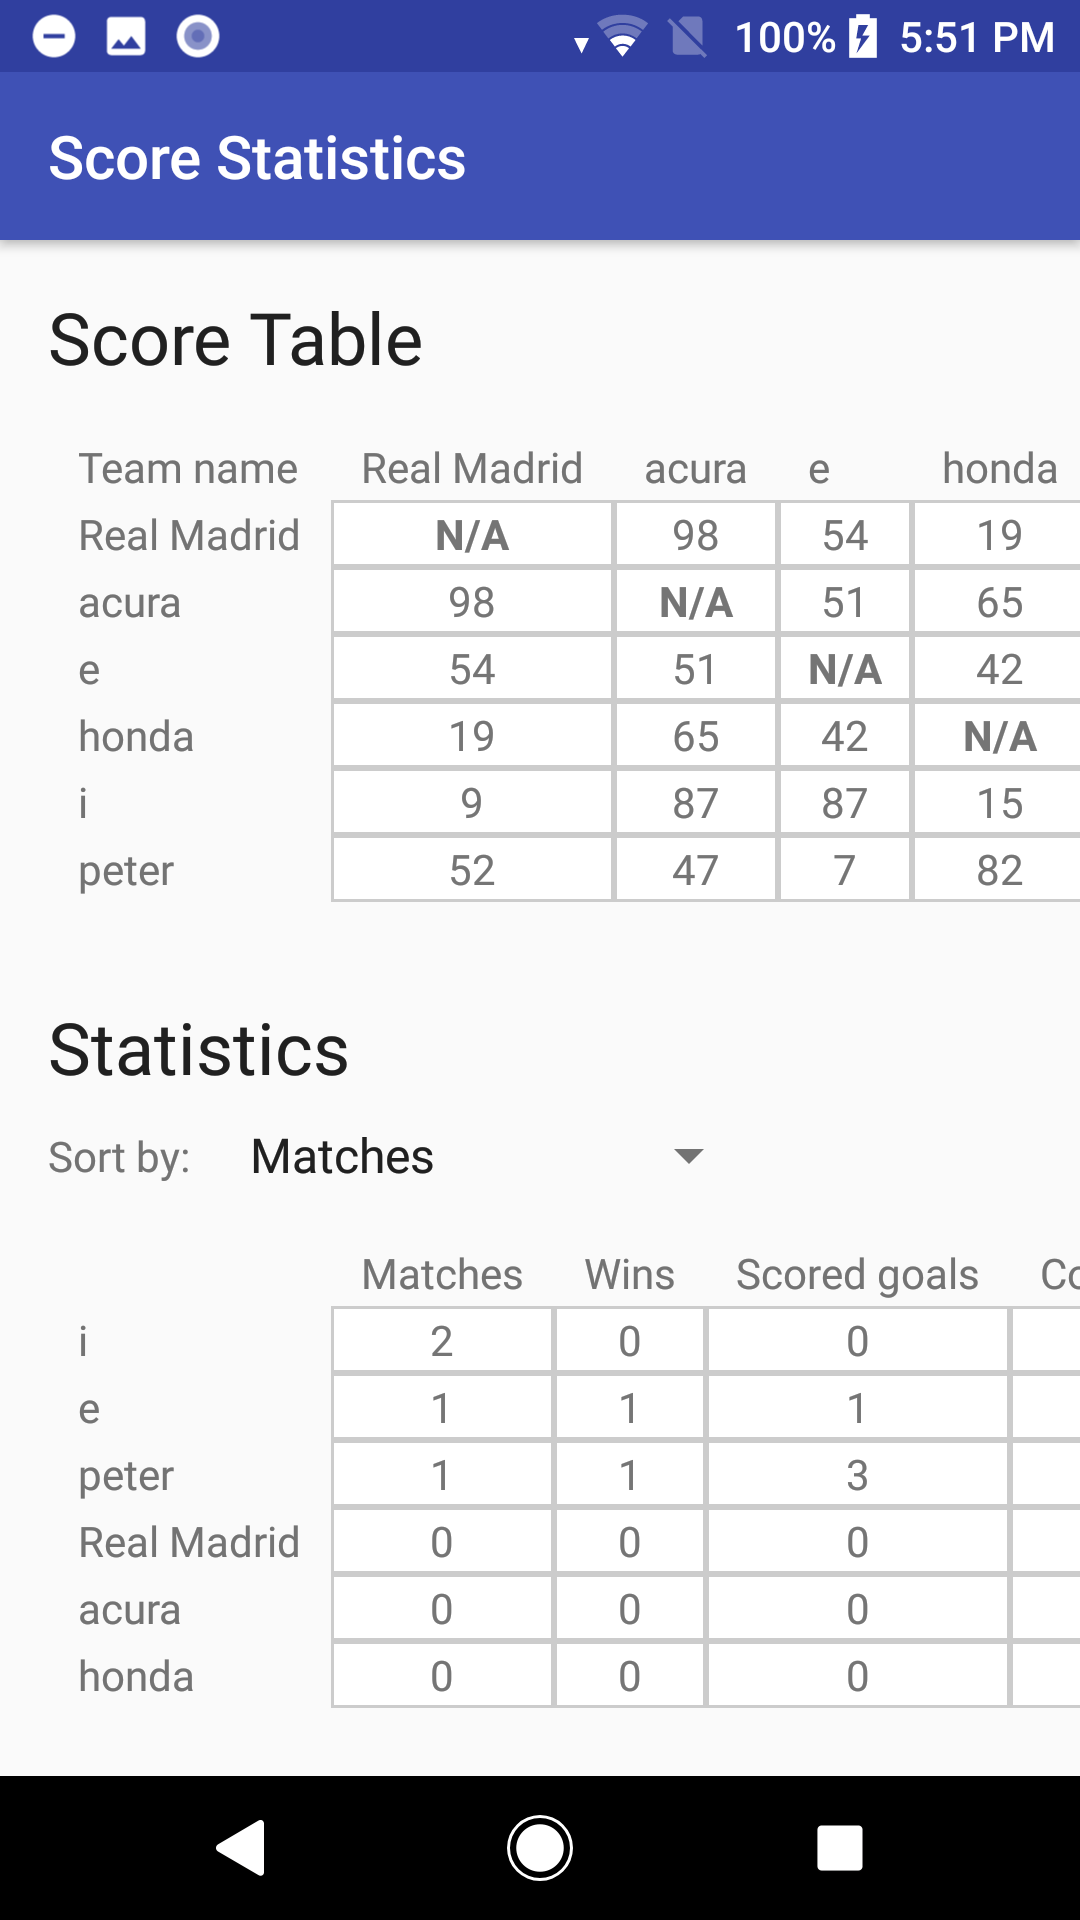 100% 5:51 PM
Score Statistics
Score Table
Team name Real Madrid acura e honda
Real Madrid N/A 98 54 19
acura 98 N/A 51 65
e 54 51 N/A 42
honda 19 65 42 N/A
i 9 87 87 15
peter 52 47 7 82
Statistics
Sort by: Matches
Matches Wins Scored goals Co
i 2 0 0
e 1 1 1
peter 1 1 3
Real Madrid 0 0 0
acura 0 0 0
honda 0 0 0